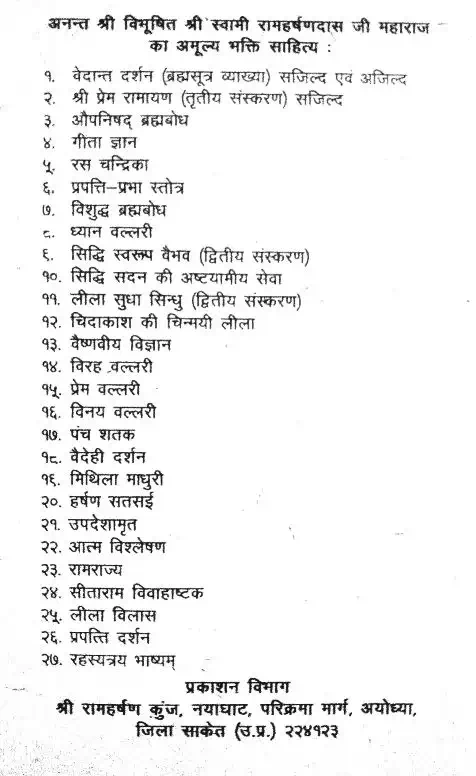 अनन्त श्री विभूषित श्री स्वामी रामहर्षणदास जी महाराज
का अमूल्य भक्ति साहित्य :
१. वेदान्त दर्शन (ब्रह्मसूत्र व्याख्या) सजिल्द एवं अजिल्द
२. श्री प्रेम रामायण (तृतीय संस्करण) सजिल्द
३. औपनिषद् ब्रह्मबोध
४. गीता ज्ञान
५. रस चन्द्रिका
६. प्रपत्ति-प्रभा स्तोत्र
७. विशुद्ध ब्रह्मबोध
८. ध्यान वल्लरी
९. सिद्धि स्वरूप वैभव (द्वितीय संस्करण)
१०. सिद्धि सदन की अष्टयामीय सेवा
११. लीला सुधा सिन्धु (द्वितीय संस्करण)
१२. चिदाकाश की चिन्मयी लीला
१३. वैष्णवीय विज्ञान
१४. विरह वल्लरी
१५. प्रेम वल्लरी
१६. विनय वल्लरी
१७. पंच शतक
१८. वैदेही दर्शन
१९. मिथिला माधुरी
२०. हर्षण सतसई
२१. उपदेशामृत
२२. आत्म विश्लेषण
२३. रामराज्य
२४. सीताराम विवाहाष्टक
२५. लीला विलास
२६. प्रपत्ति दर्शन
२७. रहस्यत्रय भाष्यम्
प्रकाशन विभाग
श्री रामहर्षण कुंज, नयाघाट, परिक्रमा मार्ग, अयोध्या,
जिला साकेत (उ.प्र.) २२४१२३